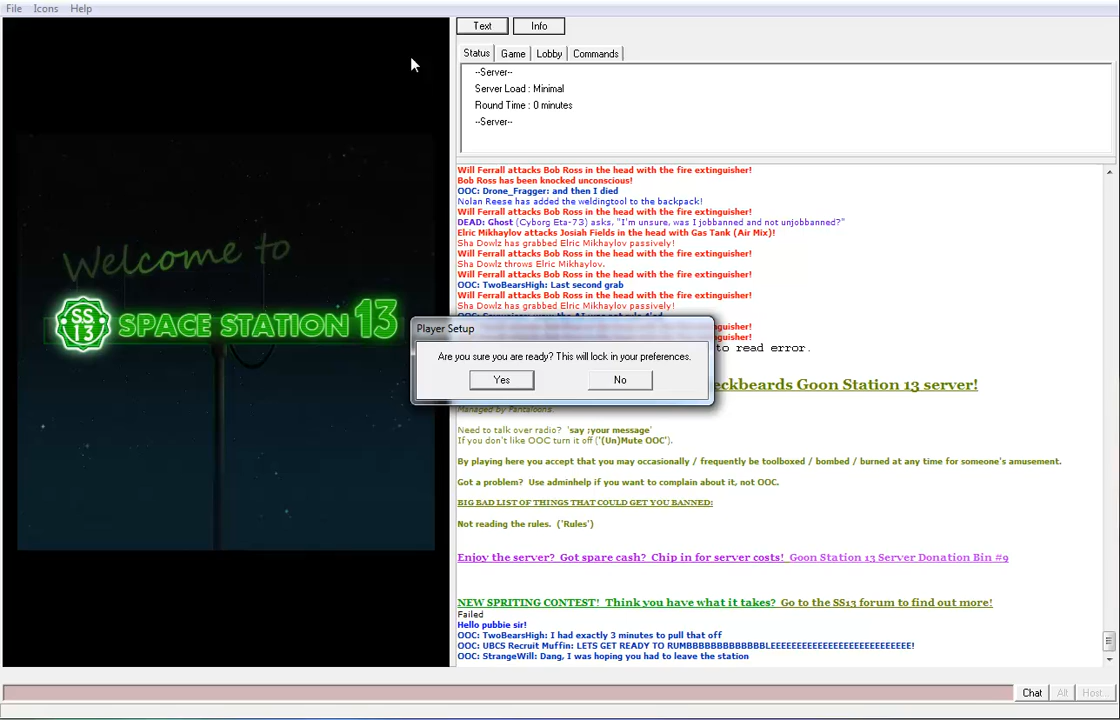 File Icons Help
Text Info
Status Game Lobby Commands
--Server--
Server Load : Minimal
Round Time : 0 minutes
--Server--
Will Ferrall attacks Bob Ross in the head with the fire extinguisher!
Bob Ross has been knocked unconscious!
OOC: Drone_Fragger: and then I died
Nolan Reese has added the weldingtool to the backpack!
Will Ferrall attacks Bob Ross in the head with the fire extinguisher!
DEAD: Ghost (Cyborg Eta-73) asks, "I'm unsure, was I jobbanned and not unjobbanned?"
Elric Mikhaylov attacks Josiah Fields in the head with Gas Tank (Air Mix)!
Sha Dowlz has grabbed Elric Mikhaylov passively!
Will Ferrall attacks Bob Ross in the head with the fire extinguisher!
Sha Dowlz throws Elric Mikhaylov.
Will Ferrall attacks Bob Ross in the head with the fire extinguisher!
OOC: TwoBearsHigh: Last second grab
Will Ferrall attacks Bob Ross in the head with the fire extinguisher!
Sha Dowlz has grabbed Elric Mikhaylov passively!
extinguisher!
extinguisher!
to read error.
eckbeards Goon Station 13 server!
Managed by Pantaloons.
Need to talk over radio? 'say ;your message'
If you don't like OOC turn it off ('(Un)Mute OOC').
By playing here you accept that you may occasionally / frequently be toolboxed / bombed / burned at any time for someone's amusement.
Got a problem? Use adminhelp if you want to complain about it, not OOC.
BIG BAD LIST OF THINGS THAT COULD GET YOU BANNED:
Not reading the rules. ('Rules')
Enjoy the server? Got spare cash? Chip in for server costs! Goon Station 13 Server Donation Bin #9
NEW SPRITING CONTEST! Think you have what it takes? Go to the SS13 forum to find out more!
Failed
Hello pubbie sir!
OOC: TwoBearsHigh: I had exactly 3 minutes to pull that off
OOC: UBCS Recruit Muffin: LETS GET READY TO RUMBBBBBBBBBBBLEEEEEEEEEEEEEEEEEEEEEEEEEE!
OOC: StrangeWill: Dang, I was hoping you had to leave the station
Welcome to
SS 13
SPACE STATION 13
Player Setup
Are you sure you are ready? This will lock in your preferences.
Yes No
Chat Alt Host...